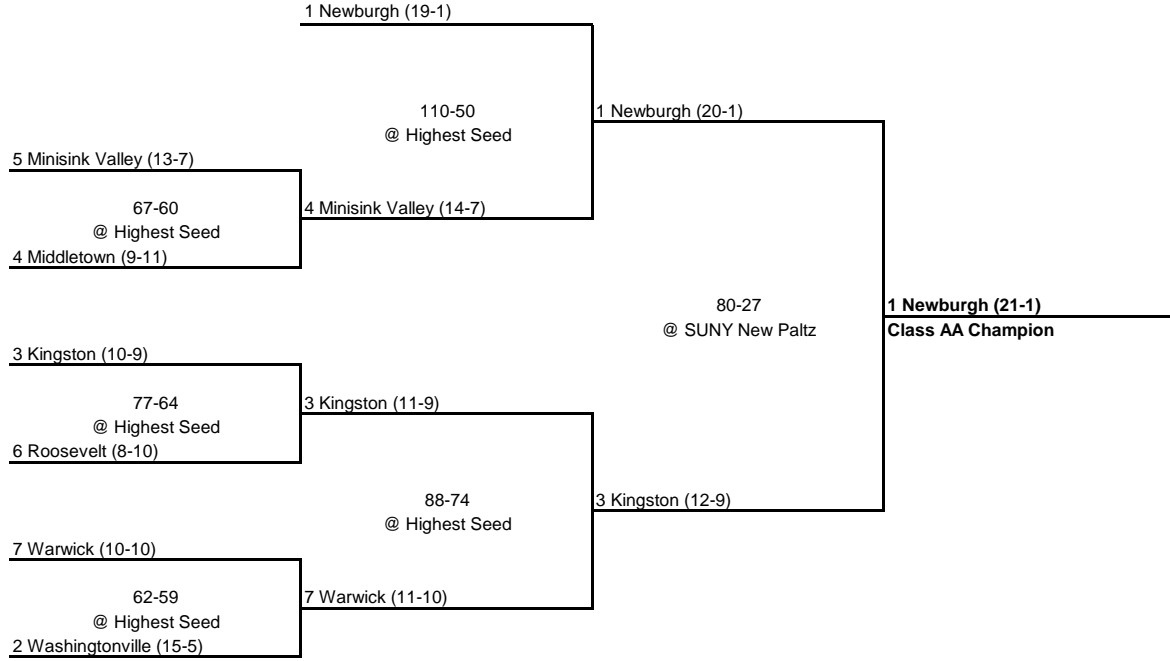 1 Newburgh (19-1)
110-50
@ Highest Seed
1 Newburgh (20-1)
5 Minisink Valley (13-7)
67-60
@ Highest Seed
4 Minisink Valley (14-7)
4 Middletown (9-11)
80-27
@ SUNY New Paltz
1 Newburgh (21-1)
Class AA Champion
3 Kingston (10-9)
77-64
@ Highest Seed
3 Kingston (11-9)
6 Roosevelt (8-10)
88-74
@ Highest Seed
3 Kingston (12-9)
7 Warwick (10-10)
62-59
@ Highest Seed
7 Warwick (11-10)
2 Washingtonville (15-5)